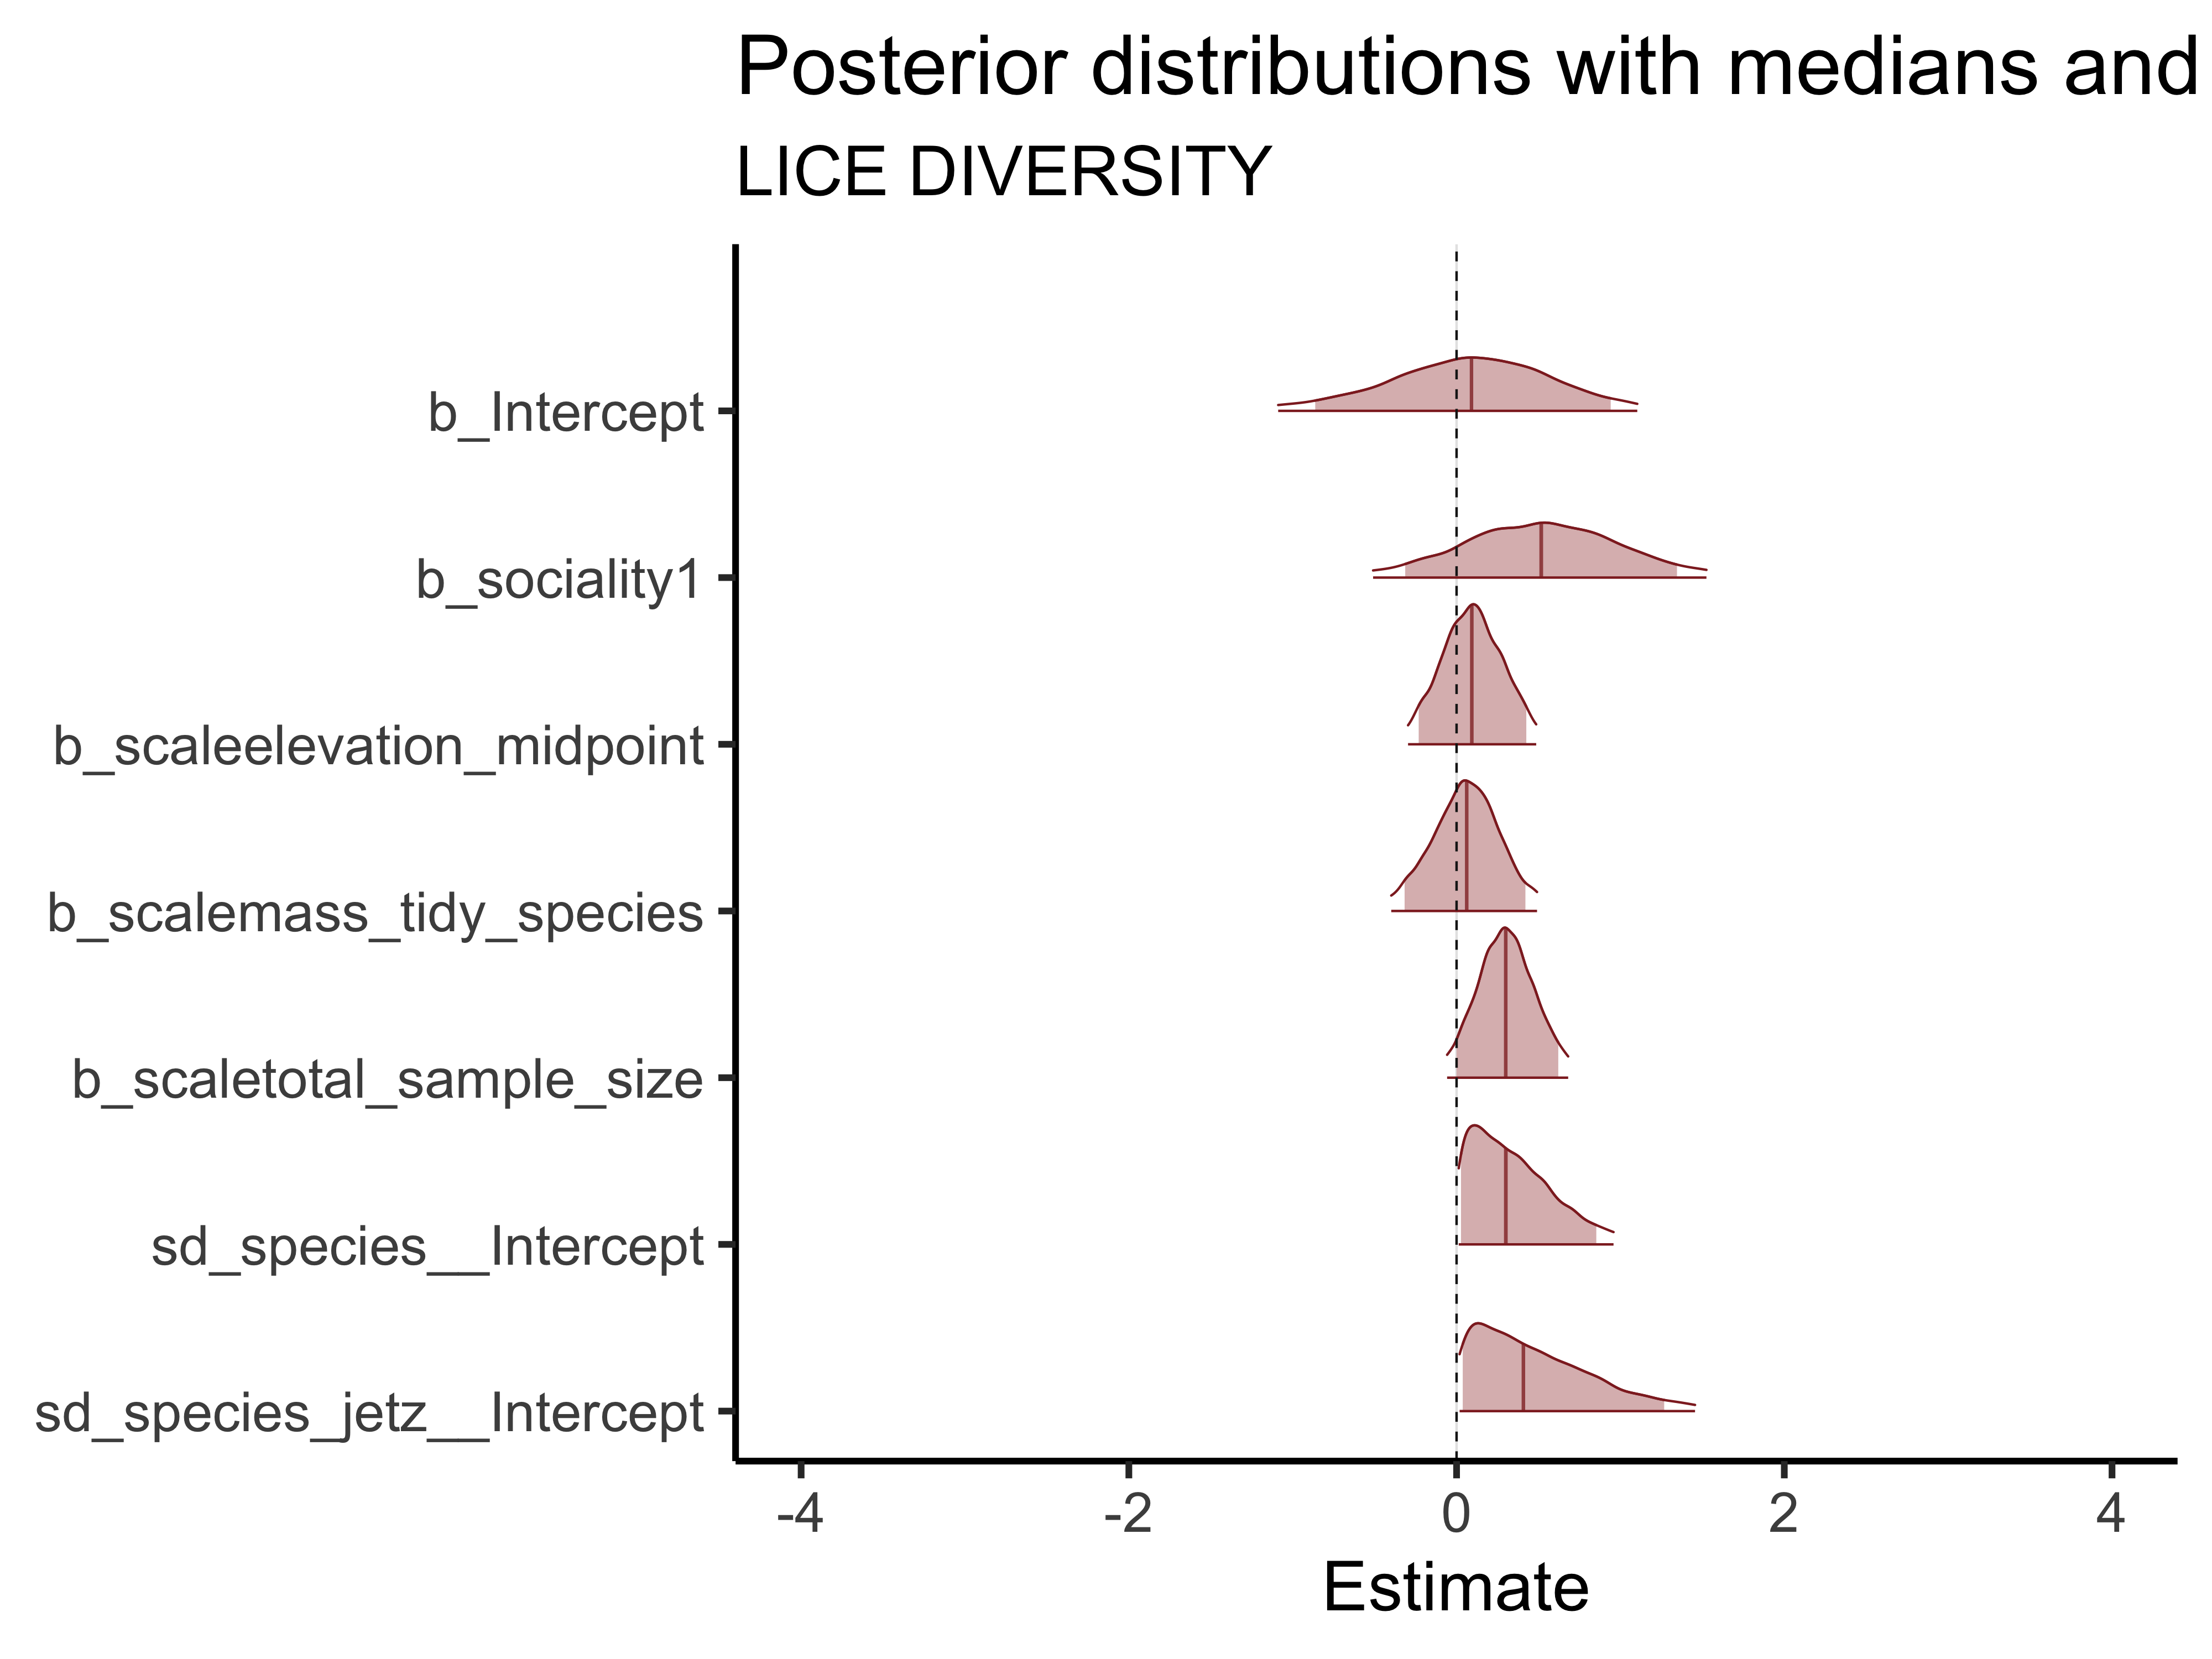 Posterior distributions with medians and
LICE DIVERSITY
b_Intercept
b_sociality1
b_scaleelevation_midpoint
b_scalemass_tidy_species
b_scaletotal_sample_size
sd_species__Intercept
sd_species_jetz__Intercept
-4 -2 0 2 4
Estimate